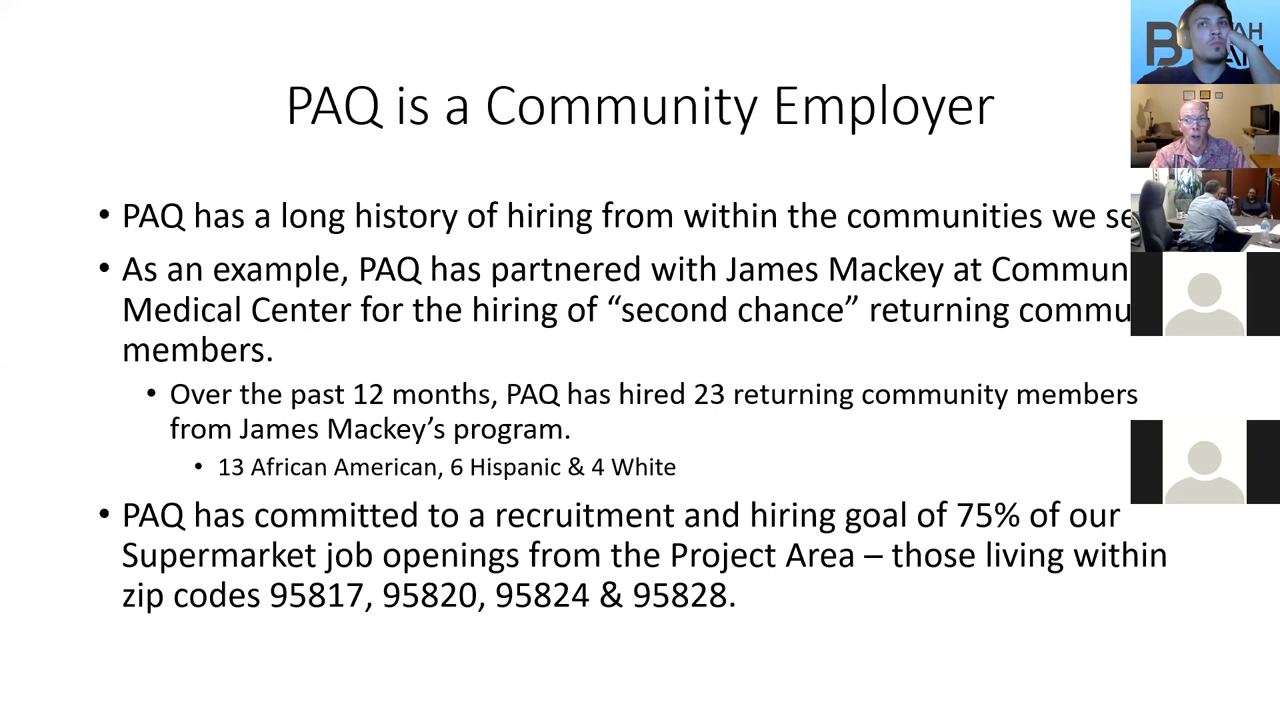 PAQ is a Community Employer
• PAQ has a long history of hiring from within the communities we
• As an example, PAQ has partnered with James Mackey at
Medical Center for the hiring of “second chance” returning
members.
• Over the past 12 months, PAQ has hired 23 returning community members
from James Mackey’s program.
• 13 African American, 6 Hispanic & 4 White
• PAQ has committed to a recruitment and hiring goal of 75% of our
Supermarket job openings from the Project Area – those living within
zip codes 95817, 95820, 95824 & 95828.